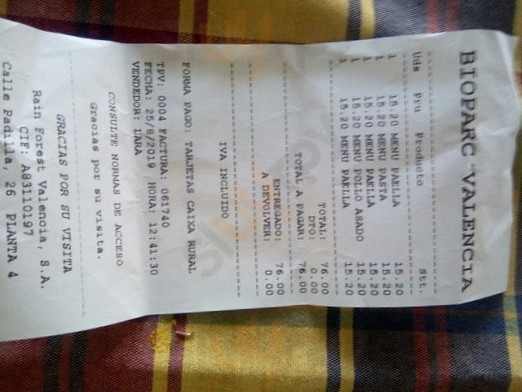 BIOPARC VALENCIA
Uds Pru Producto Stt.
1 15.20 MENU PAELLA 15.20
1 15.20 MENU PASTA 15.20
1 15.20 MENU PAELLA 15.20
1 15.20 MENU POLLO ASADO 15.20
1 15.20 MENU PAELLA 15.20
TOTAL: 76.00
DTO: 0.00
TOTAL A PAGAR: 76.00
ENTREGADO: 76.00
A DEVOLVER: 0.00
IVA INCLUIDO
FORMA PAGO: TARJETAS CAIXA RURAL
TPV: 0004 FACTURA: 061740
FECHA: 25/8/2019 HORA: 12:41:30
VENDEDOR: LARA
CONSULTE NORMAS DE ACCESO
Gracias por su visita.
GRACIAS POR SU VISITA
Rain Forest Valencia, S.A.
CIF: A83110197
Calle Padilla, 26 PLANTA 4